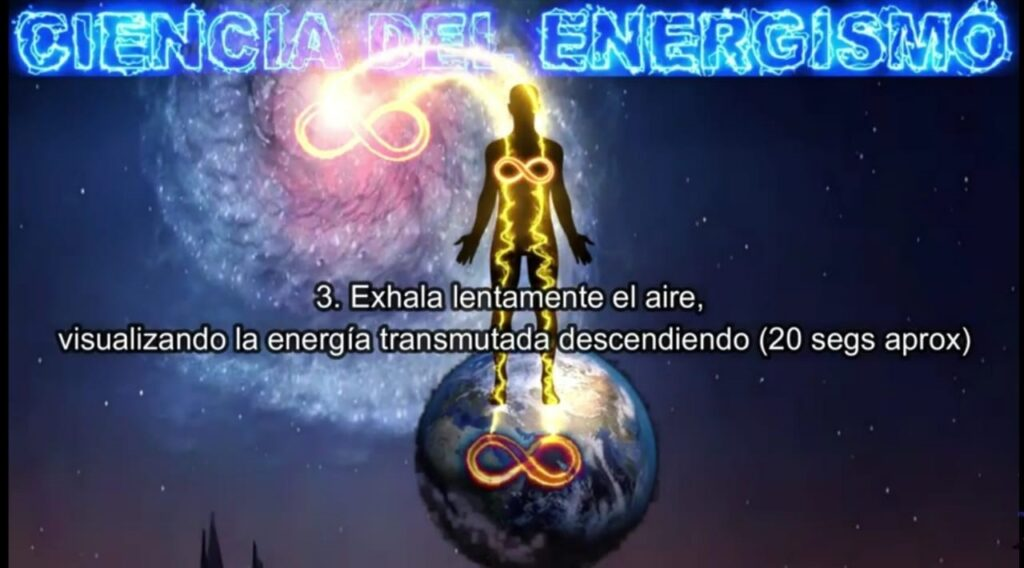 CIENCIA DEL ENERGISMO
3. Exhala lentamente el aire,
visualizando la energía transmutada descendiendo (20 segs aprox)